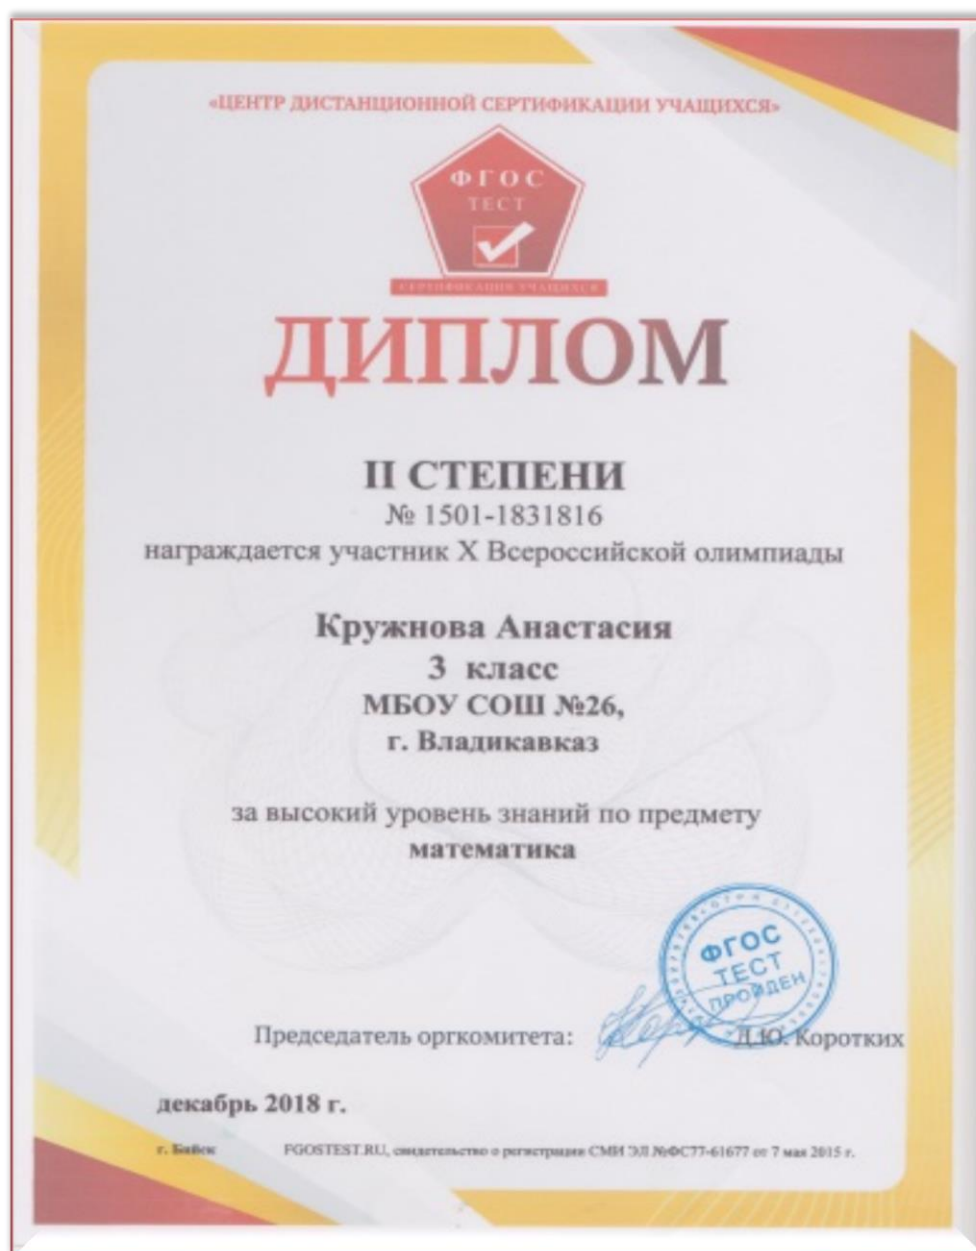 «ЦЕНТР ДИСТАНЦИОННОЙ СЕРТИФИКАЦИИ УЧАЩИХСЯ»
ФГОС
ТЕСТ
СЕРТИФИКАЦИЯ УЧАЩИХСЯ
ДИПЛОМ
II СТЕПЕНИ
№ 1501-1831816
награждается участник X Всероссийской олимпиады
Кружнова Анастасия
3 класс
МБОУ СОШ №26,
г. Владикавказ
за высокий уровень знаний по предмету
математика
ФГОС
ТЕСТ
ПРОЙДЕН
Председатель оргкомитета: Д.Ю. Коротких
декабрь 2018 г.
г. Бийск FGOSTEST.RU, свидетельство о регистрации СМИ ЭЛ №ФС77-61677 от 7 мая 2015 г.